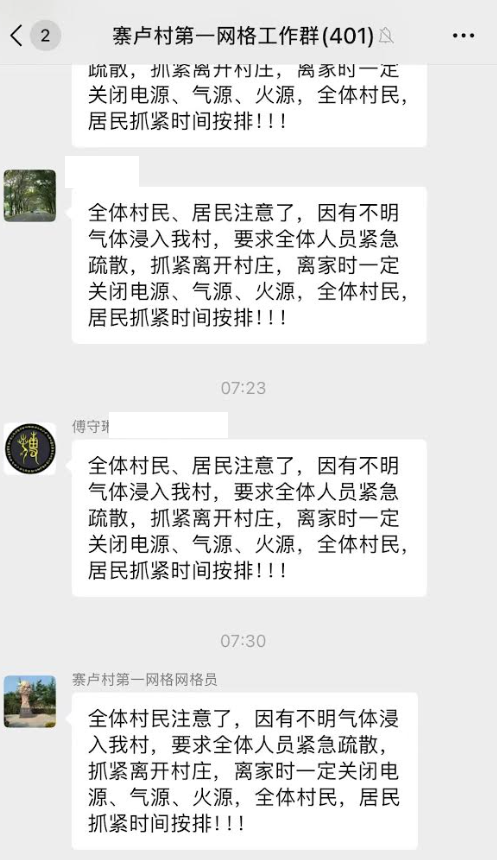 2
寨卢村第一网格工作群(401)
疏散，抓紧离开村庄，离家时一定
关闭电源、气源、火源，全体村民，
居民抓紧时间按排！！！
全体村民、居民注意了，因有不明
气体浸入我村，要求全体人员紧急
疏散，抓紧离开村庄，离家时一定
关闭电源、气源、火源，全体村民，
居民抓紧时间按排！！！
07:23
傅守
全体村民、居民注意了，因有不明
气体浸入我村，要求全体人员紧急
疏散，抓紧离开村庄，离家时一定
关闭电源、气源、火源，全体村民，
居民抓紧时间按排！！！
07:30
寨卢村第一网格网格员
全体村民注意了，因有不明气体浸
入我村，要求全体人员紧急疏散，
抓紧离开村庄，离家时一定关闭电
源、气源、火源，全体村民，居民
抓紧时间按排！！！